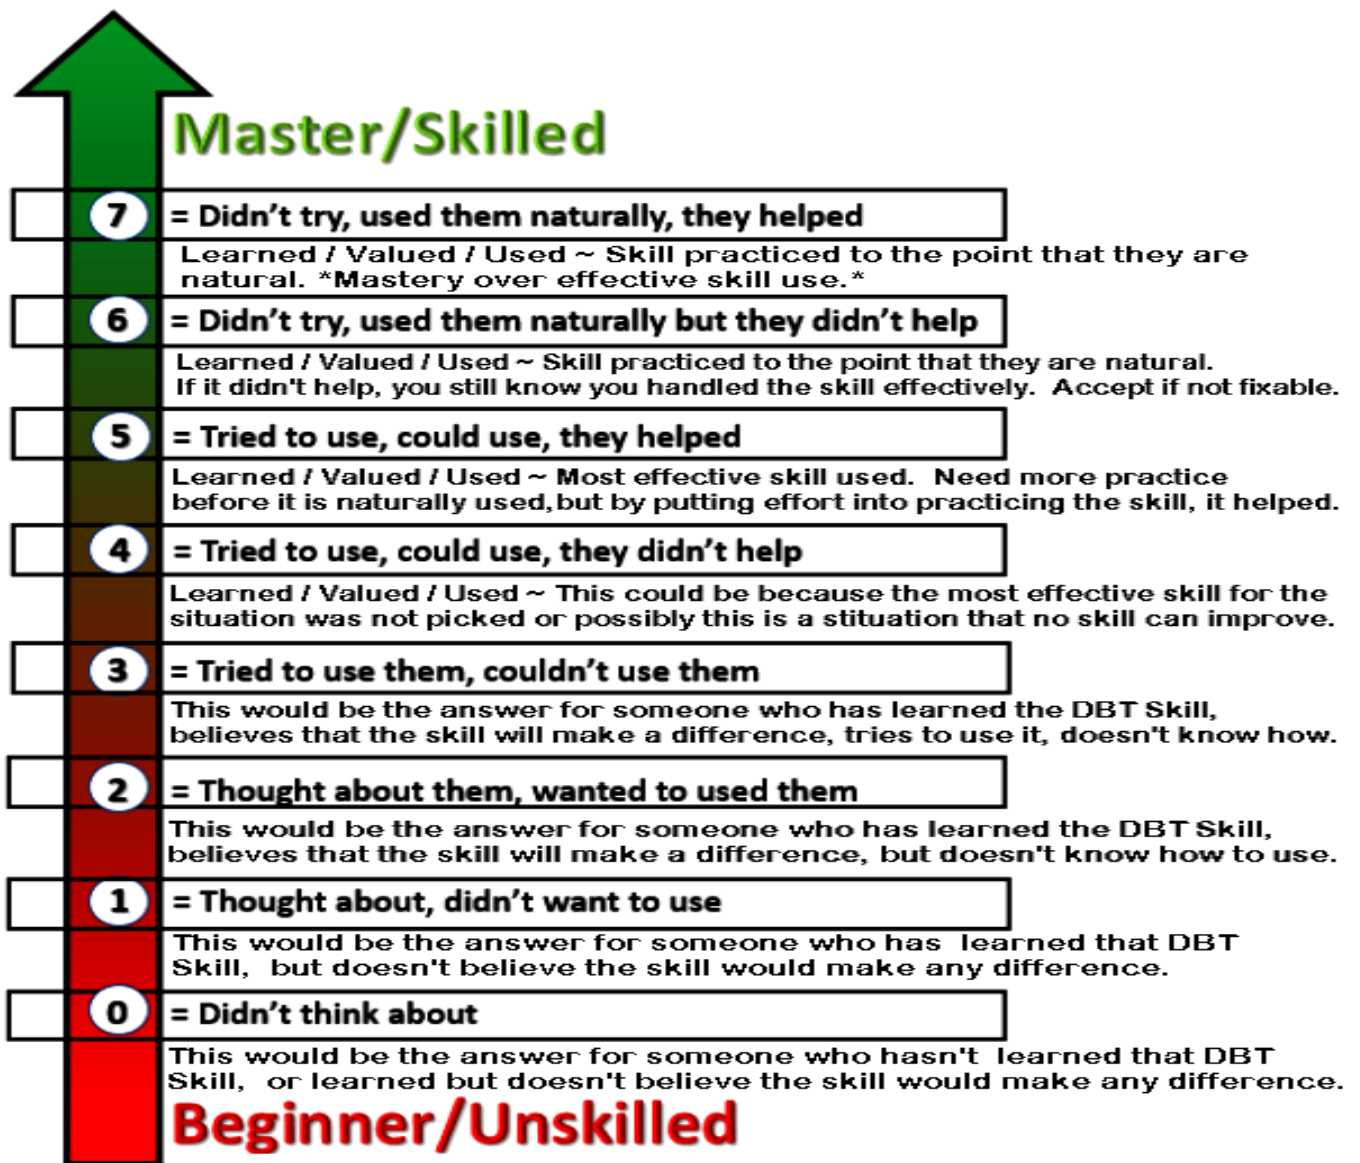 Master/Skilled
7 = Didn't try, used them naturally, they helped
Learned / Valued / Used ~ Skill practiced to the point that they are
natural. *Mastery over effective skill use.*
6 = Didn't try, used them naturally but they didn't help
Learned / Valued / Used ~ Skill practiced to the point that they are natural.
If it didn't help, you still know you handled the skill effectively. Accept if not fixable.
5 = Tried to use, could use, they helped
Learned / Valued / Used ~ Most effective skill used. Need more practice
before it is naturally used, but by putting effort into practicing the skill, it helped.
4 = Tried to use, could use, they didn't help
Learned / Valued / Used ~ This could be because the most effective skill for the
situation was not picked or possibly this is a stituation that no skill can improve.
3 = Tried to use them, couldn't use them
This would be the answer for someone who has learned the DBT Skill,
believes that the skill will make a difference, tries to use it, doesn't know how.
2 = Thought about them, wanted to used them
This would be the answer for someone who has learned the DBT Skill,
believes that the skill will make a difference, but doesn't know how to use.
1 = Thought about, didn't want to use
This would be the answer for someone who has learned that DBT
Skill, but doesn't believe the skill would make any difference.
0 = Didn't think about
This would be the answer for someone who hasn't learned that DBT
Skill, or learned but doesn't believe the skill would make any difference.
Beginner/Unskilled